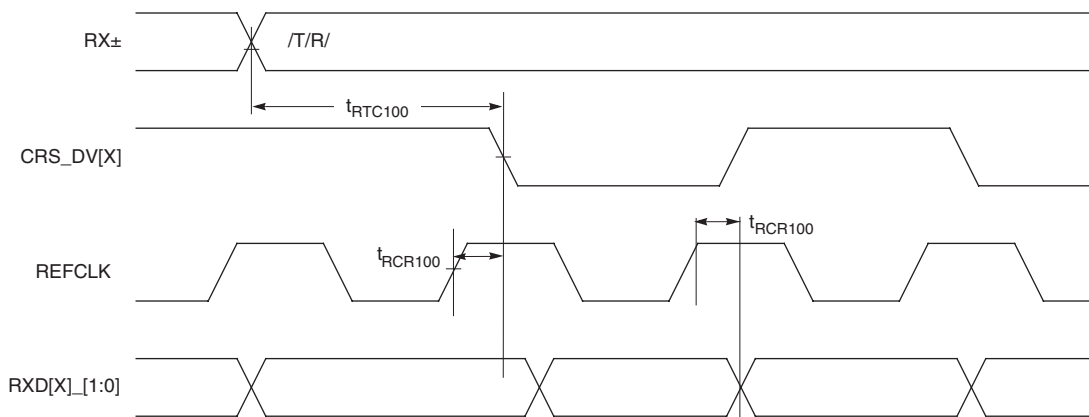 RX±
/T/R/
tRTC100
CRS_DV[X]
tRCR100
tRCR100
REFCLK
RXD[X]_[1:0]